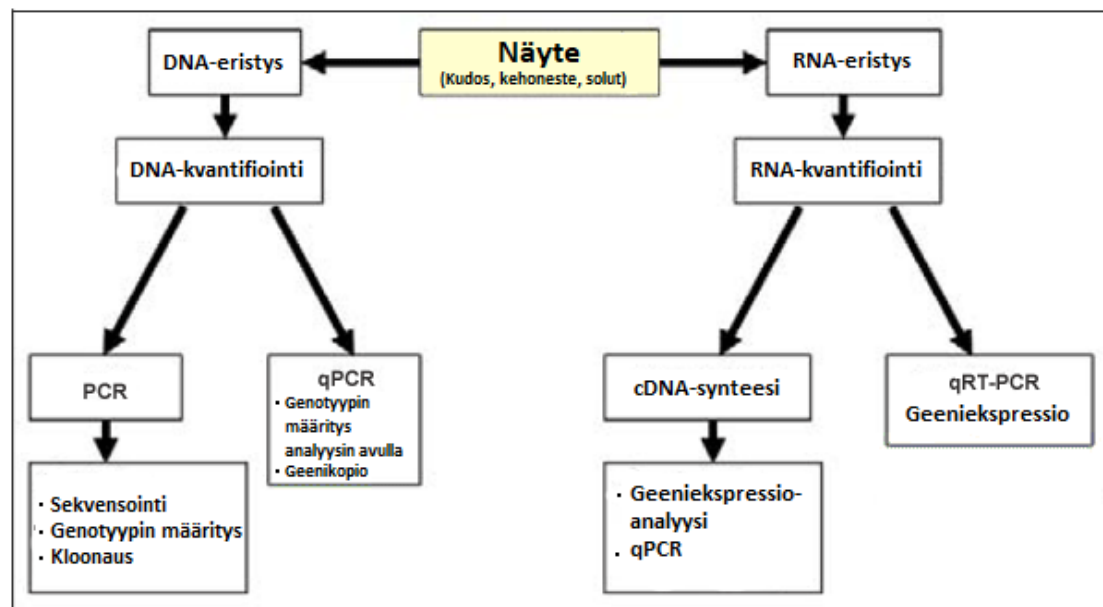 DNA-eristys
Näyte
(Kudos, kehoneste, solut)
RNA-eristys
DNA-kvantifiointi
RNA-kvantifiointi
PCR
qPCR
· Genotyypin
määritys
analyysin avulla
· Geenikopio
cDNA-synteesi
qRT-PCR
Geeniekspressio
· Sekvensointi
· Genotyypin määritys
· Kloonaus
· Geeniekspressio-
analyysi
· qPCR